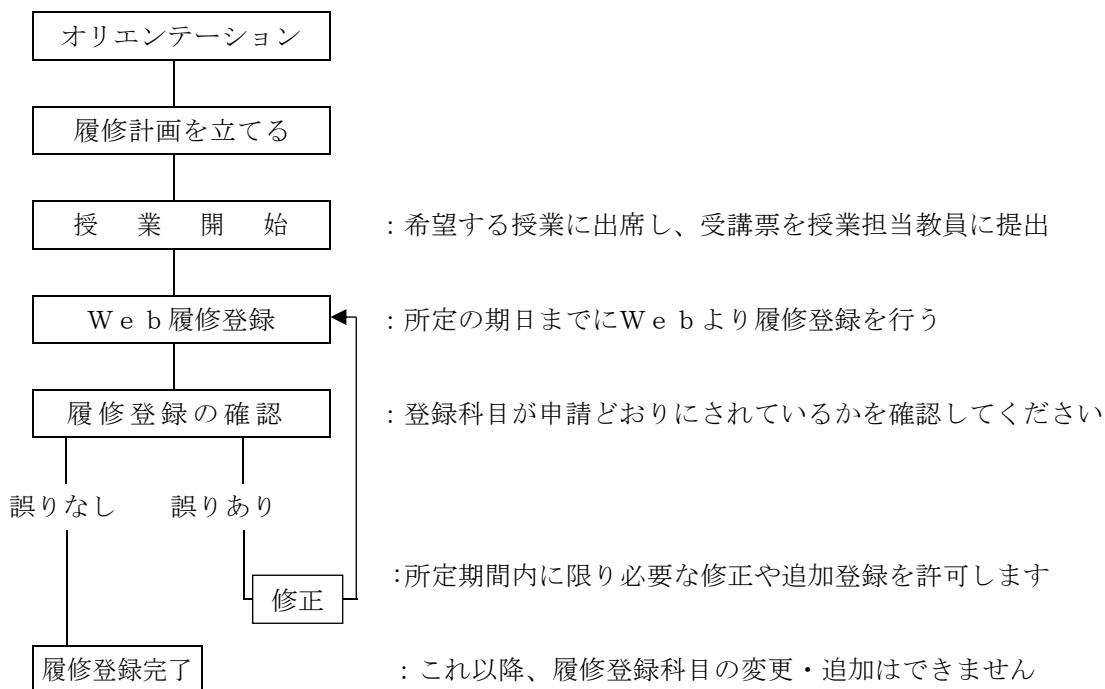 オリエンテーション
履修計画を立てる
授　業　開　始　：希望する授業に出席し、受講票を授業担当教員に提出
Ｗｅｂ履修登録　：所定の期日までにＷｅｂより履修登録を行う
履修登録の確認　：登録科目が申請どおりにされているかを確認してください
誤りなし　誤りあり
修正　：所定期間内に限り必要な修正や追加登録を許可します
履修登録完了　：これ以降、履修登録科目の変更・追加はできません